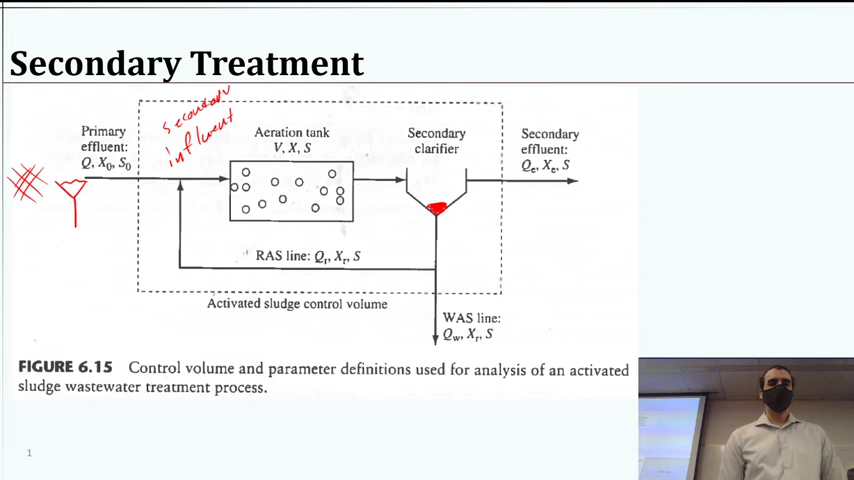 Secondary Treatment
secondary
influent
Primary
effluent:
Q, X₀, S₀
Aeration tank
V, X, S
Secondary
clarifier
Secondary
effluent:
Qₑ, Xₑ, S
RAS line: Qᵣ, Xᵣ, S
Activated sludge control volume
WAS line:
Q_w, Xᵣ, S
FIGURE 6.15 Control volume and parameter definitions used for analysis of an activated
sludge wastewater treatment process.
1